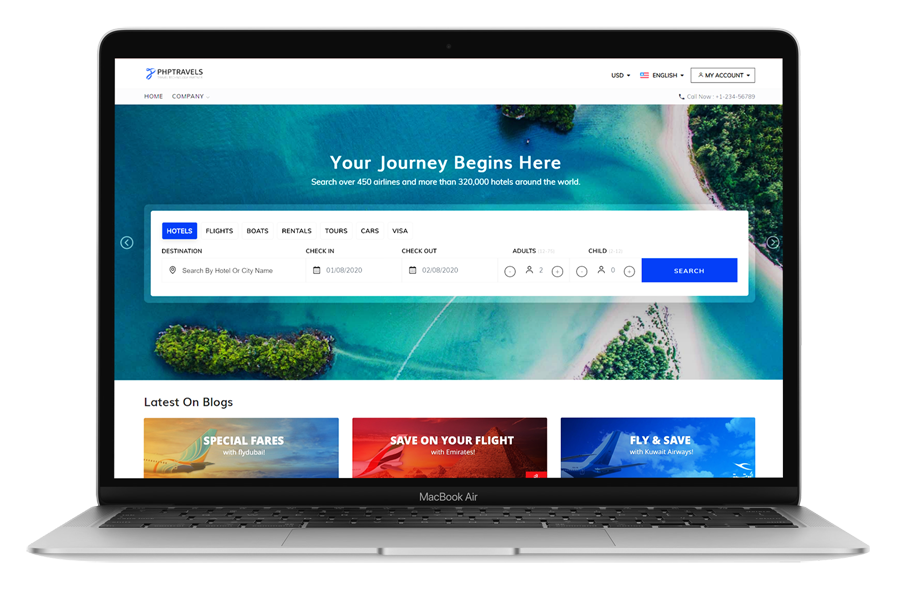 PHPTRAVELS
USD
ENGLISH
MY ACCOUNT
HOME
COMPANY
Call Now : +1-234-56789
Your Journey Begins Here
Search over 450 airlines and more than 320,000 hotels around the world.
HOTELS
FLIGHTS
BOATS
RENTALS
TOURS
CARS
VISA
DESTINATION
CHECK IN
CHECK OUT
ADULTS
CHILD
Search By Hotel Or City Name
01/08/2020
02/08/2020
2
0
SEARCH
Latest On Blogs
SPECIAL FARES
with flydubai!
SAVE ON YOUR FLIGHT
with Emirates!
FLY & SAVE
with Kuwait Airways!
MacBook Air